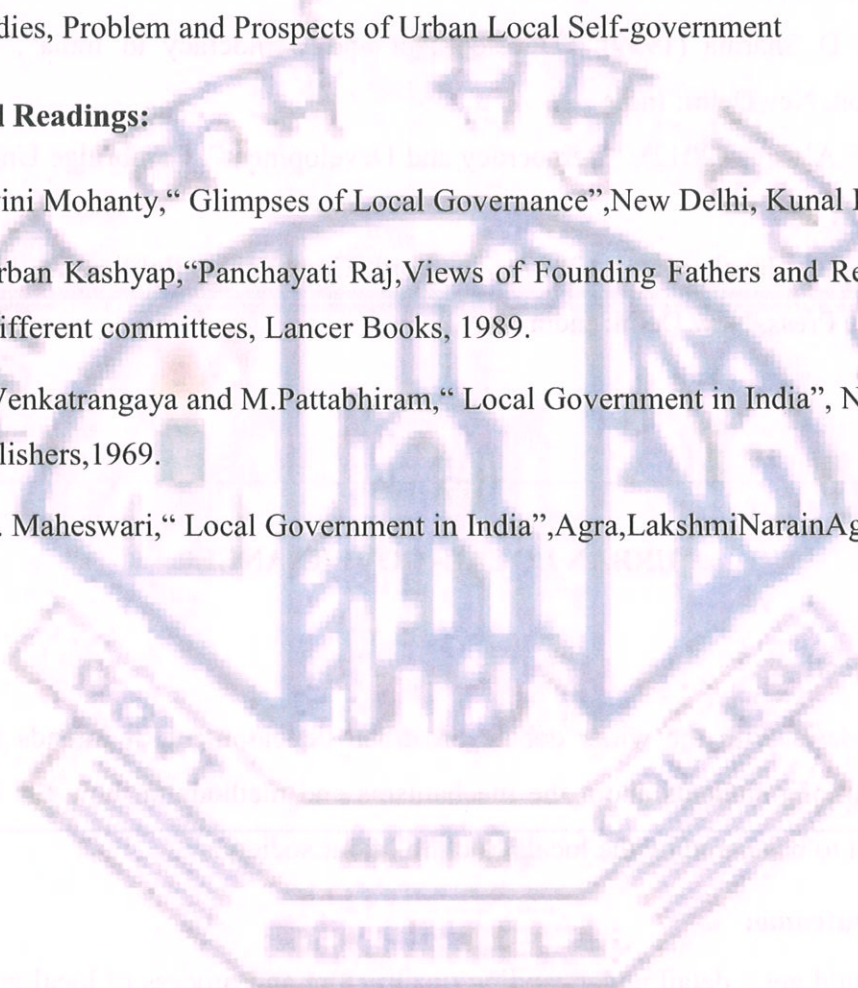 dies, Problem and Prospects of Urban Local Self-government
l Readings:
ini Mohanty,“ Glimpses of Local Governance”,New Delhi, Kunal
rban Kashyap,“Panchayati Raj,Views of Founding Fathers and Re
ifferent committees, Lancer Books, 1989.
Venkatrangaya and M.Pattabhiram,“ Local Government in India”, N
lishers,1969.
. Maheswari,“ Local Government in India”,Agra,LakshmiNarainAg
GOVT AUTO COLLEGE
ROURKELA